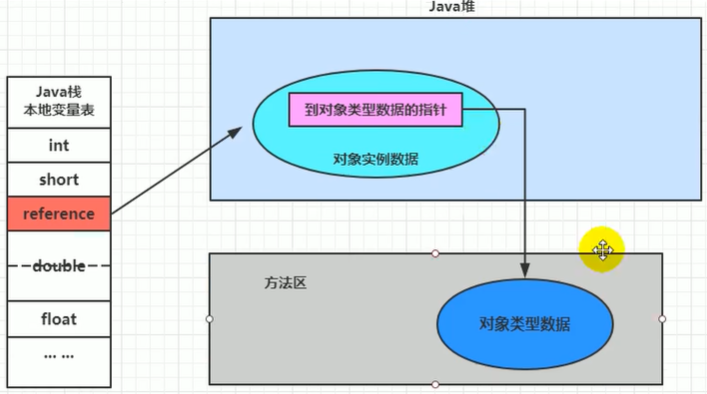 Java堆
Java栈
本地变量表
int
short
reference
double
float
... ...
到对象类型数据的指针
对象实例数据
方法区
对象类型数据